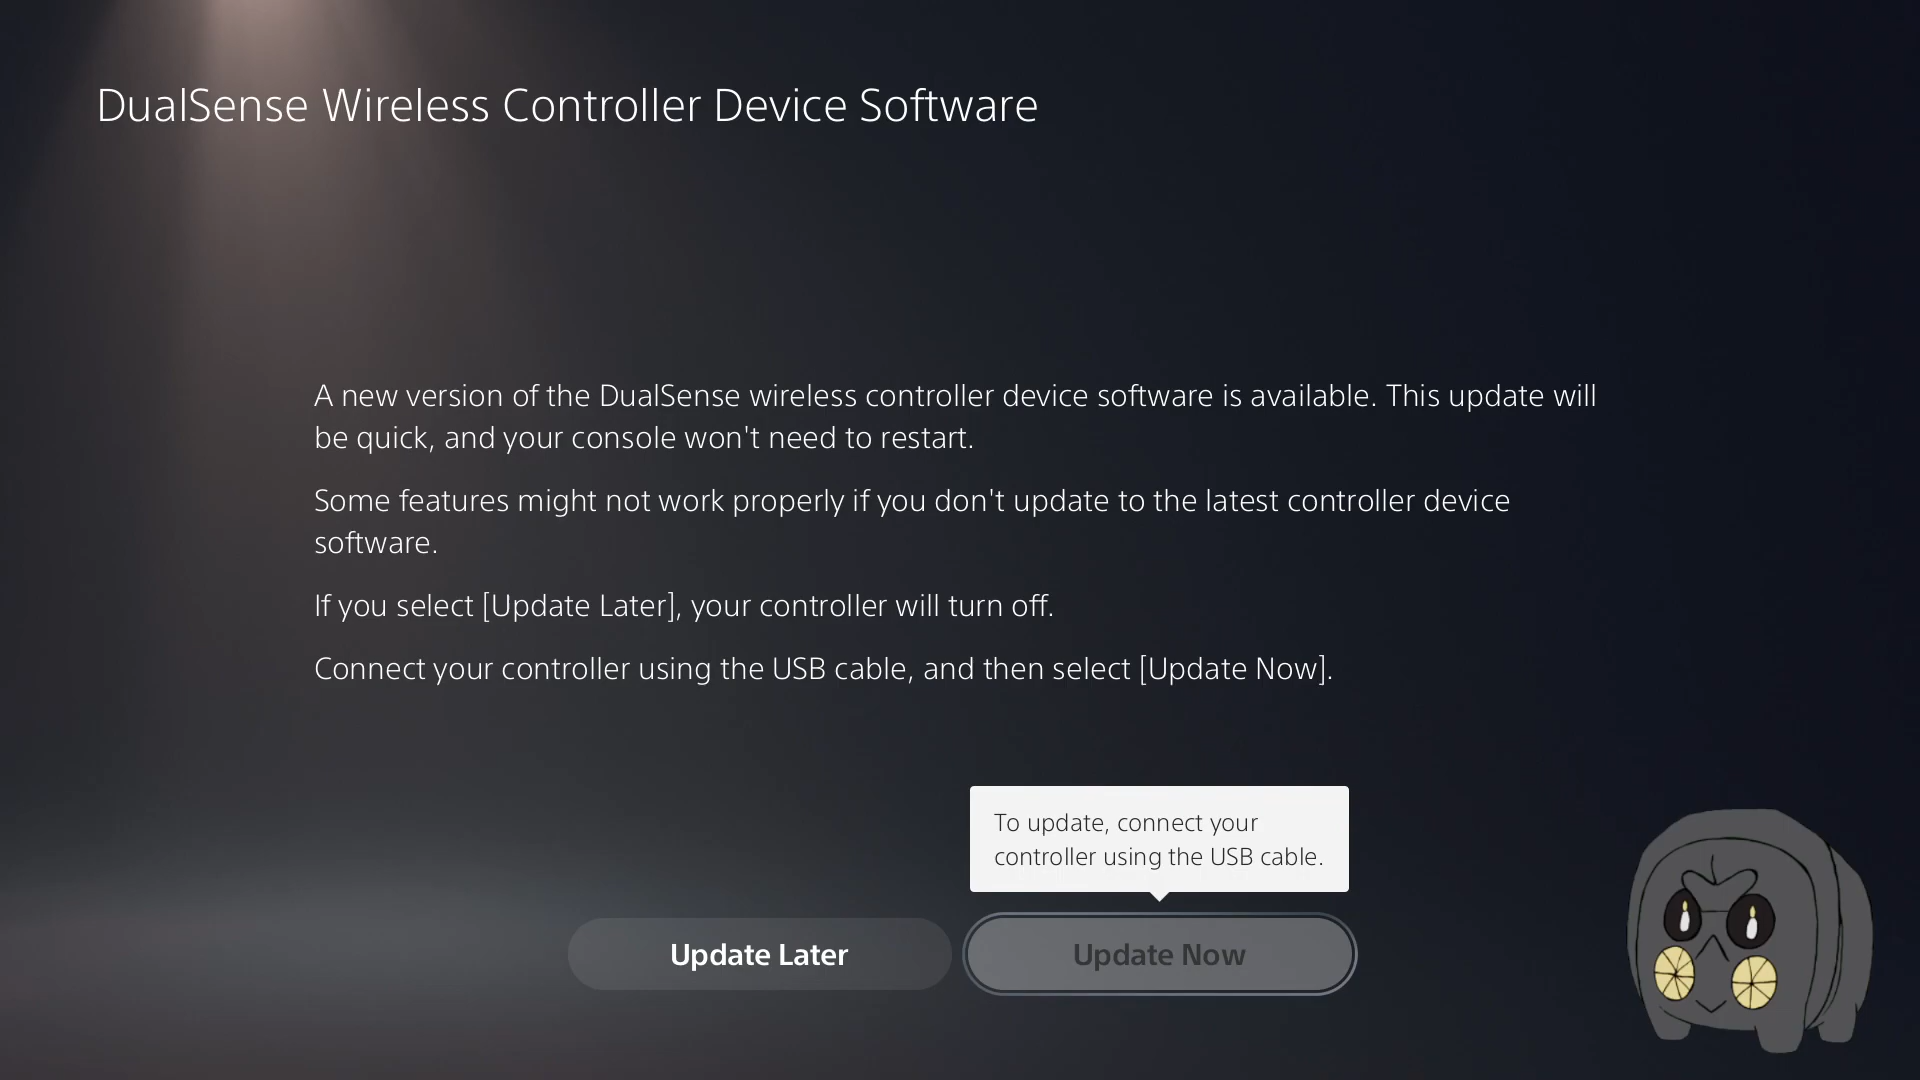 DualSense Wireless Controller Device Software
A new version of the DualSense wireless controller device software is available. This update will
be quick, and your console won't need to restart.
Some features might not work properly if you don't update to the latest controller device
software.
If you select [Update Later], your controller will turn off.
Connect your controller using the USB cable, and then select [Update Now].
To update, connect your
controller using the USB cable.
Update Later
Update Now